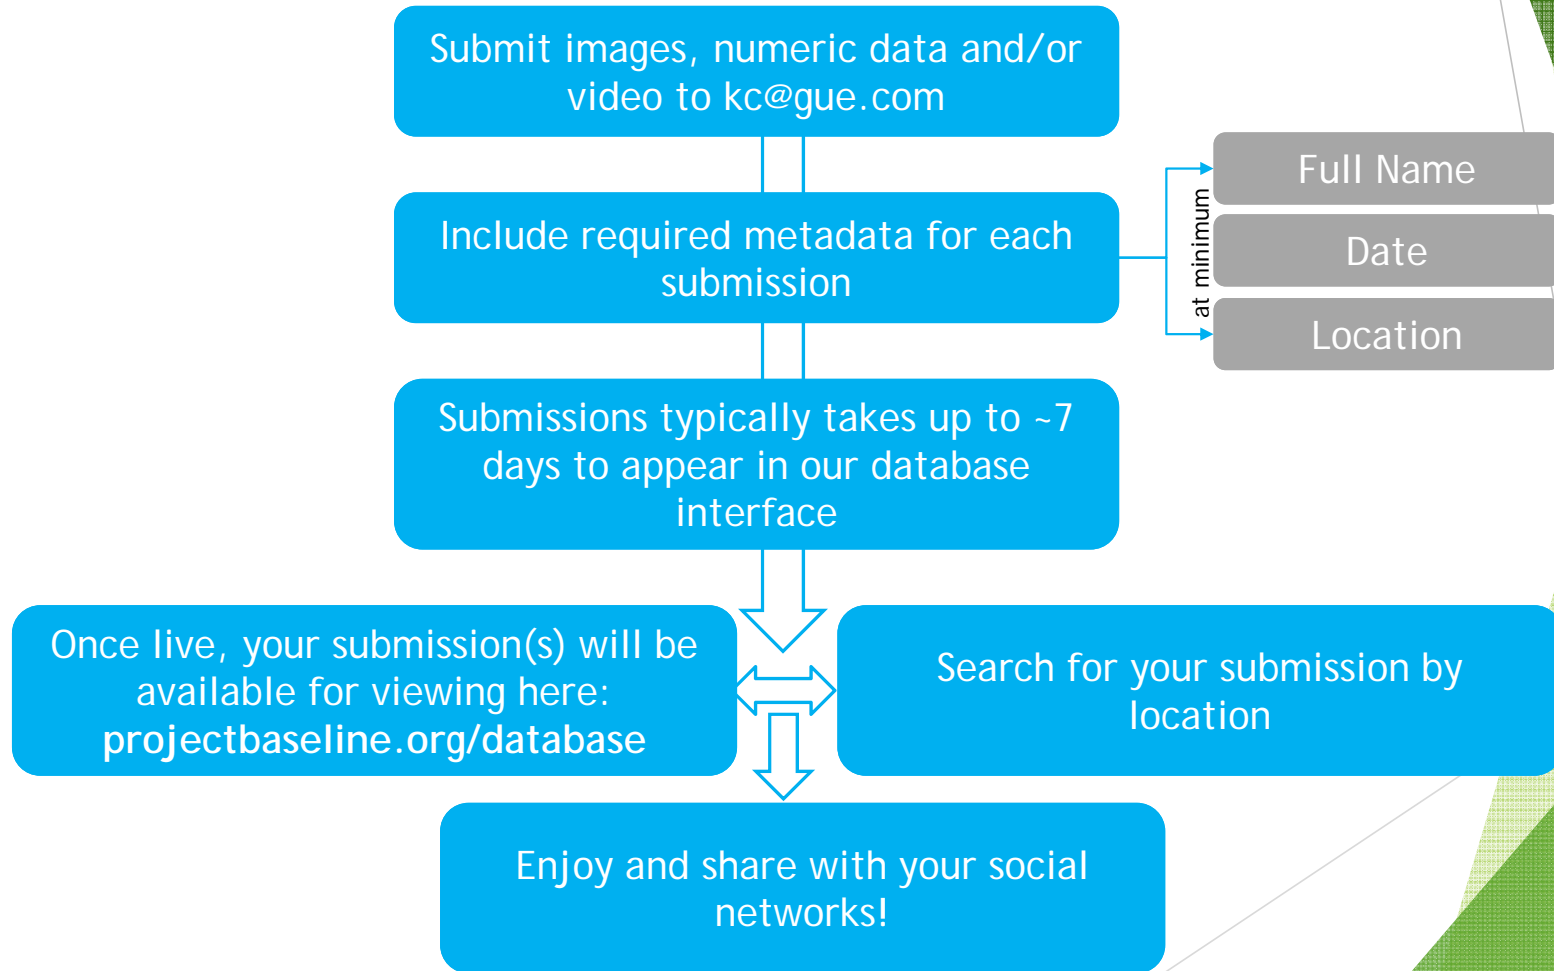 Submit images, numeric data and/or
video to kc@gue.com
Include required metadata for each
submission
at minimum
Full Name
Date
Location
Submissions typically takes up to ~7
days to appear in our database
interface
Once live, your submission(s) will be
available for viewing here:
projectbaseline.org/database
Search for your submission by
location
Enjoy and share with your social
networks!